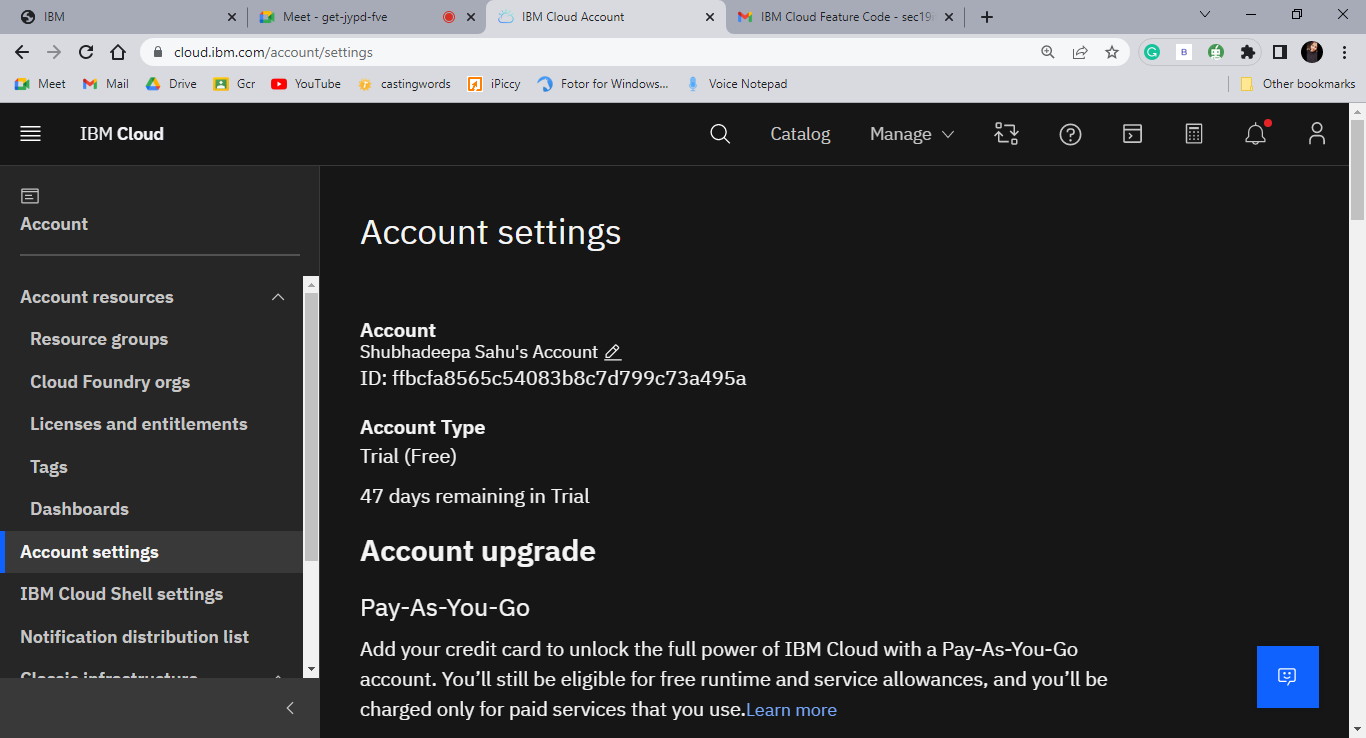 IBM
Meet - get-jypd-fve
IBM Cloud Account
IBM Cloud Feature Code - sec19
cloud.ibm.com/account/settings
Meet
Mail
Drive
Gcr
YouTube
castingwords
iPiccy
Fotor for Windows...
Voice Notepad
Other bookmarks
IBM Cloud
Catalog
Manage
Account
Account resources
Resource groups
Cloud Foundry orgs
Licenses and entitlements
Tags
Dashboards
Account settings
IBM Cloud Shell settings
Notification distribution list
Classic infrastructure
Account settings
Account
Shubhadeepa Sahu's Account
ID: ffbcfa8565c54083b8c7d799c73a495a
Account Type
Trial (Free)
47 days remaining in Trial
Account upgrade
Pay-As-You-Go
Add your credit card to unlock the full power of IBM Cloud with a Pay-As-You-Go
account. You’ll still be eligible for free runtime and service allowances, and you’ll be
charged only for paid services that you use.Learn more